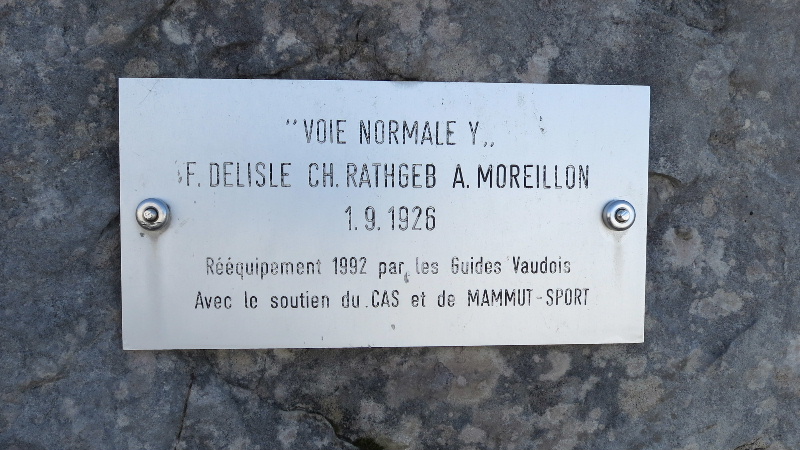 "VOIE NORMALE Y„
F. DELISLE CH. RATHGEB A. MOREILLON
1.9.1926
Rééquipement 1992 par les Guides Vaudois
Avec le soutien du CAS et de MAMMUT-SPORT